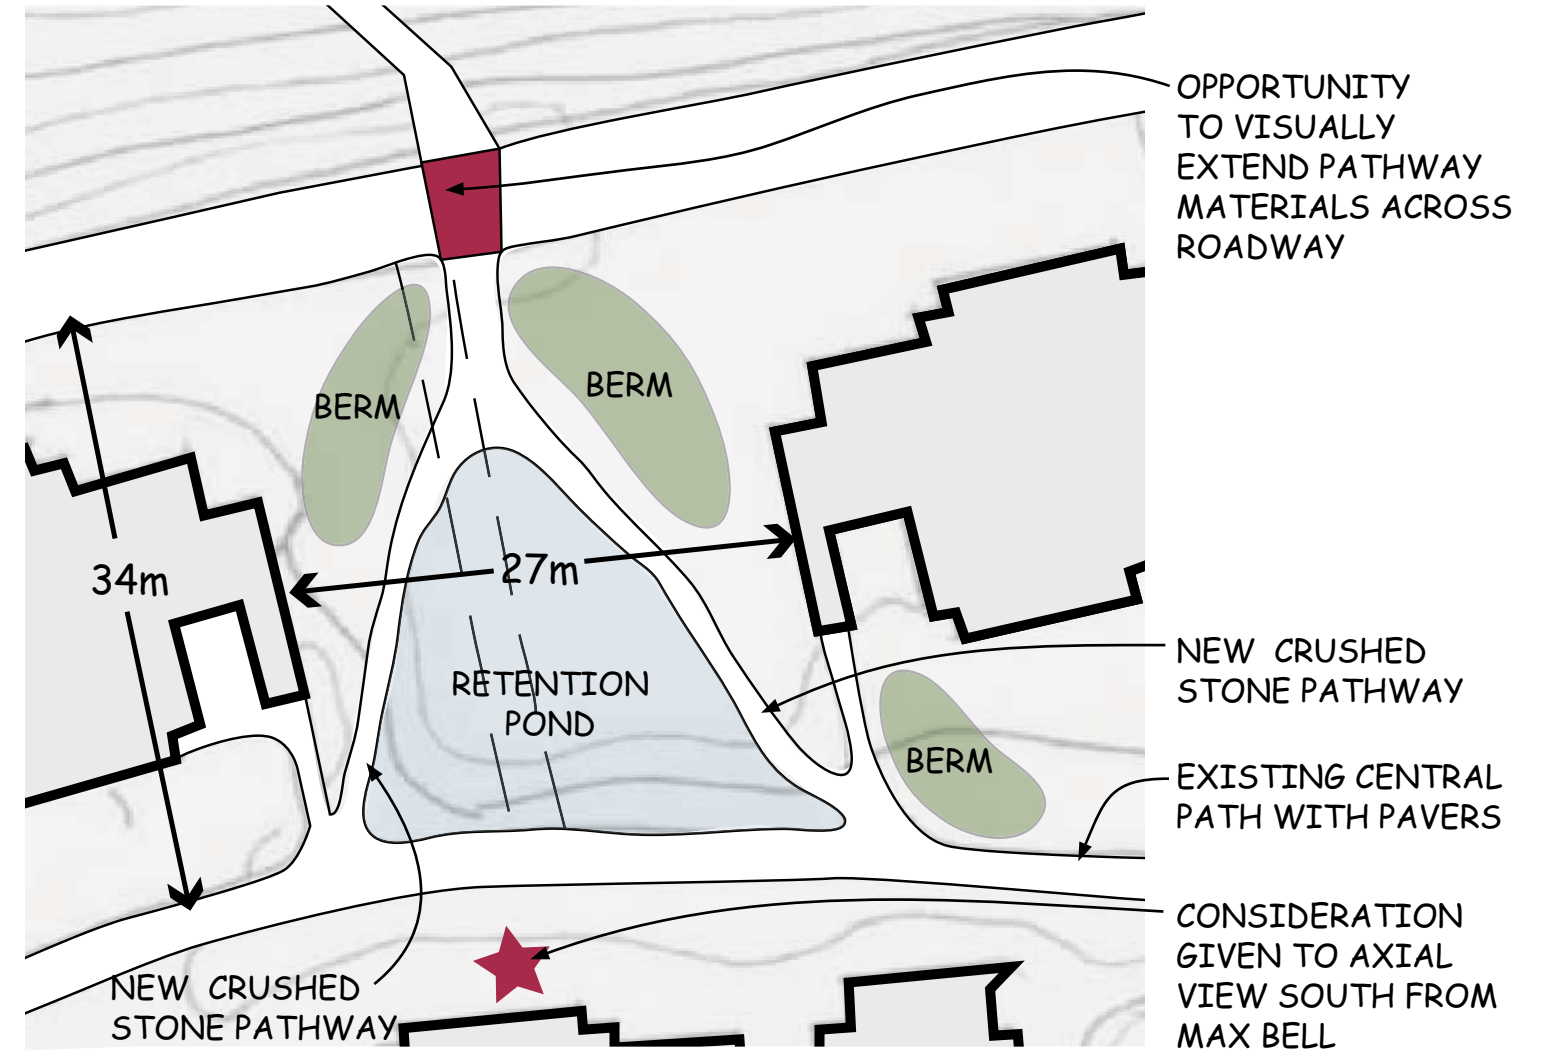 OPPORTUNITY
TO VISUALLY
EXTEND PATHWAY
MATERIALS ACROSS
ROADWAY
BERM
BERM
27m
34m
RETENTION
POND
NEW CRUSHED
STONE PATHWAY
BERM
EXISTING CENTRAL
PATH WITH PAVERS
CONSIDERATION
GIVEN TO AXIAL
VIEW SOUTH FROM
MAX BELL
NEW CRUSHED
STONE PATHWAY